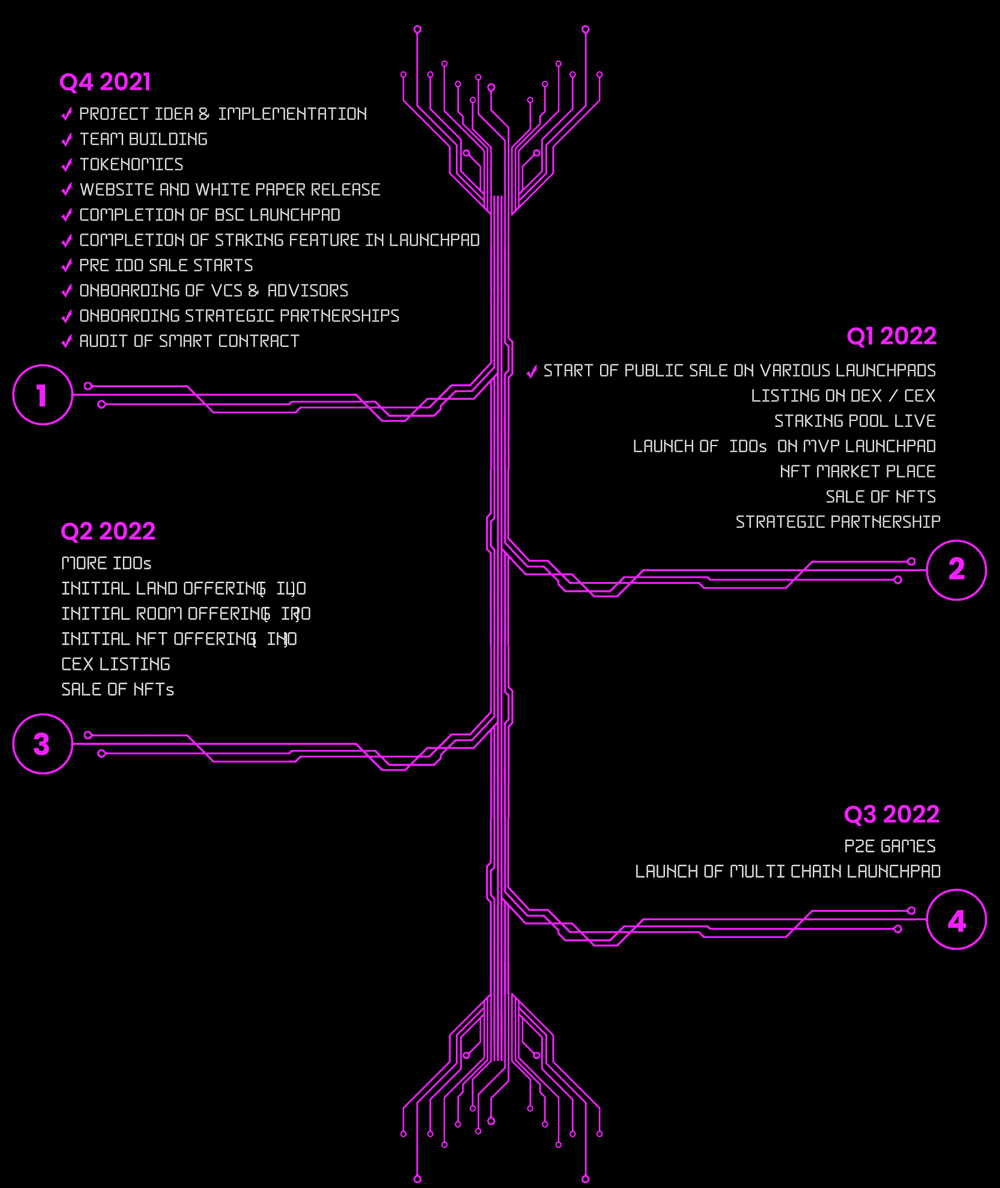 Q4 2021
PROJECT IDEA & IMPLEMENTATION
TEAM BUILDING
TOKENOMICS
WEBSITE AND WHITE PAPER RELEASE
COMPLETION OF BSC LAUNCHPAD
COMPLETION OF STAKING FEATURE IN LAUNCHPAD
PRE IDO SALE STARTS
ONBOARDING OF VCS & ADVISORS
ONBOARDING STRATEGIC PARTNERSHIPS
AUDIT OF SMART CONTRACT
1
Q1 2022
START OF PUBLIC SALE ON VARIOUS LAUNCHPADS
LISTING ON DEX / CEX
STAKING POOL LIVE
LAUNCH OF IDOs ON MVP LAUNCHPAD
NFT MARKET PLACE
SALE OF NFTS
STRATEGIC PARTNERSHIP
2
Q2 2022
MORE IDOs
INITIAL LAND OFFERING ( ILO )
INITIAL ROOM OFFERING ( IRO )
INITIAL NFT OFFERING ( INO )
CEX LISTING
SALE OF NFTs
3
Q3 2022
P2E GAMES
LAUNCH OF MULTI CHAIN LAUNCHPAD
4